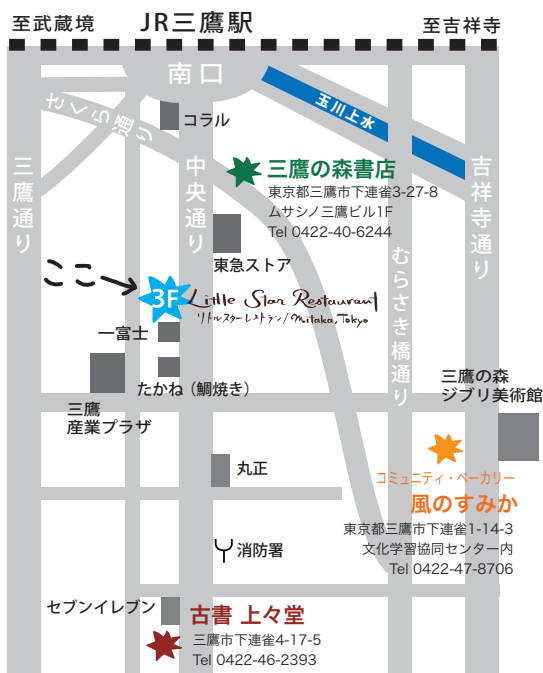 至武蔵境
JR三鷹駅
至吉祥寺
南口
さくら通り
コラル
玉川上水
三鷹通り
中央通り
吉祥寺通り
三鷹の森書店
東京都三鷹市下連雀3-27-8
ムサシノ三鷹ビル1F
Tel 0422-40-6244
東急ストア
むらさき橋通り
ここ
3F
Little Star Restaurant
リトルスターレストラン/Mitaka,Tokyo
一富士
たかね（鯛焼き）
三鷹
産業プラザ
三鷹の森
ジブリ美術館
丸正
コミュニティ・ベーカリー
風のすみか
東京都三鷹市下連雀1-14-3
文化学習協同センター内
Tel 0422-47-8706
消防署
セブンイレブン
古書 上々堂
三鷹市下連雀4-17-5
Tel 0422-46-2393